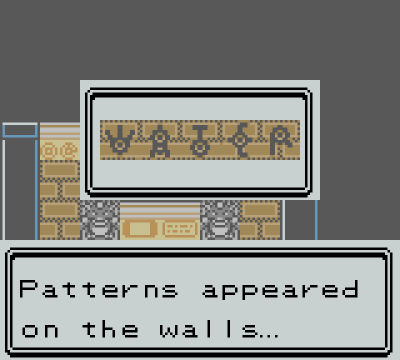 WATER
Patterns appeared
on the walls…